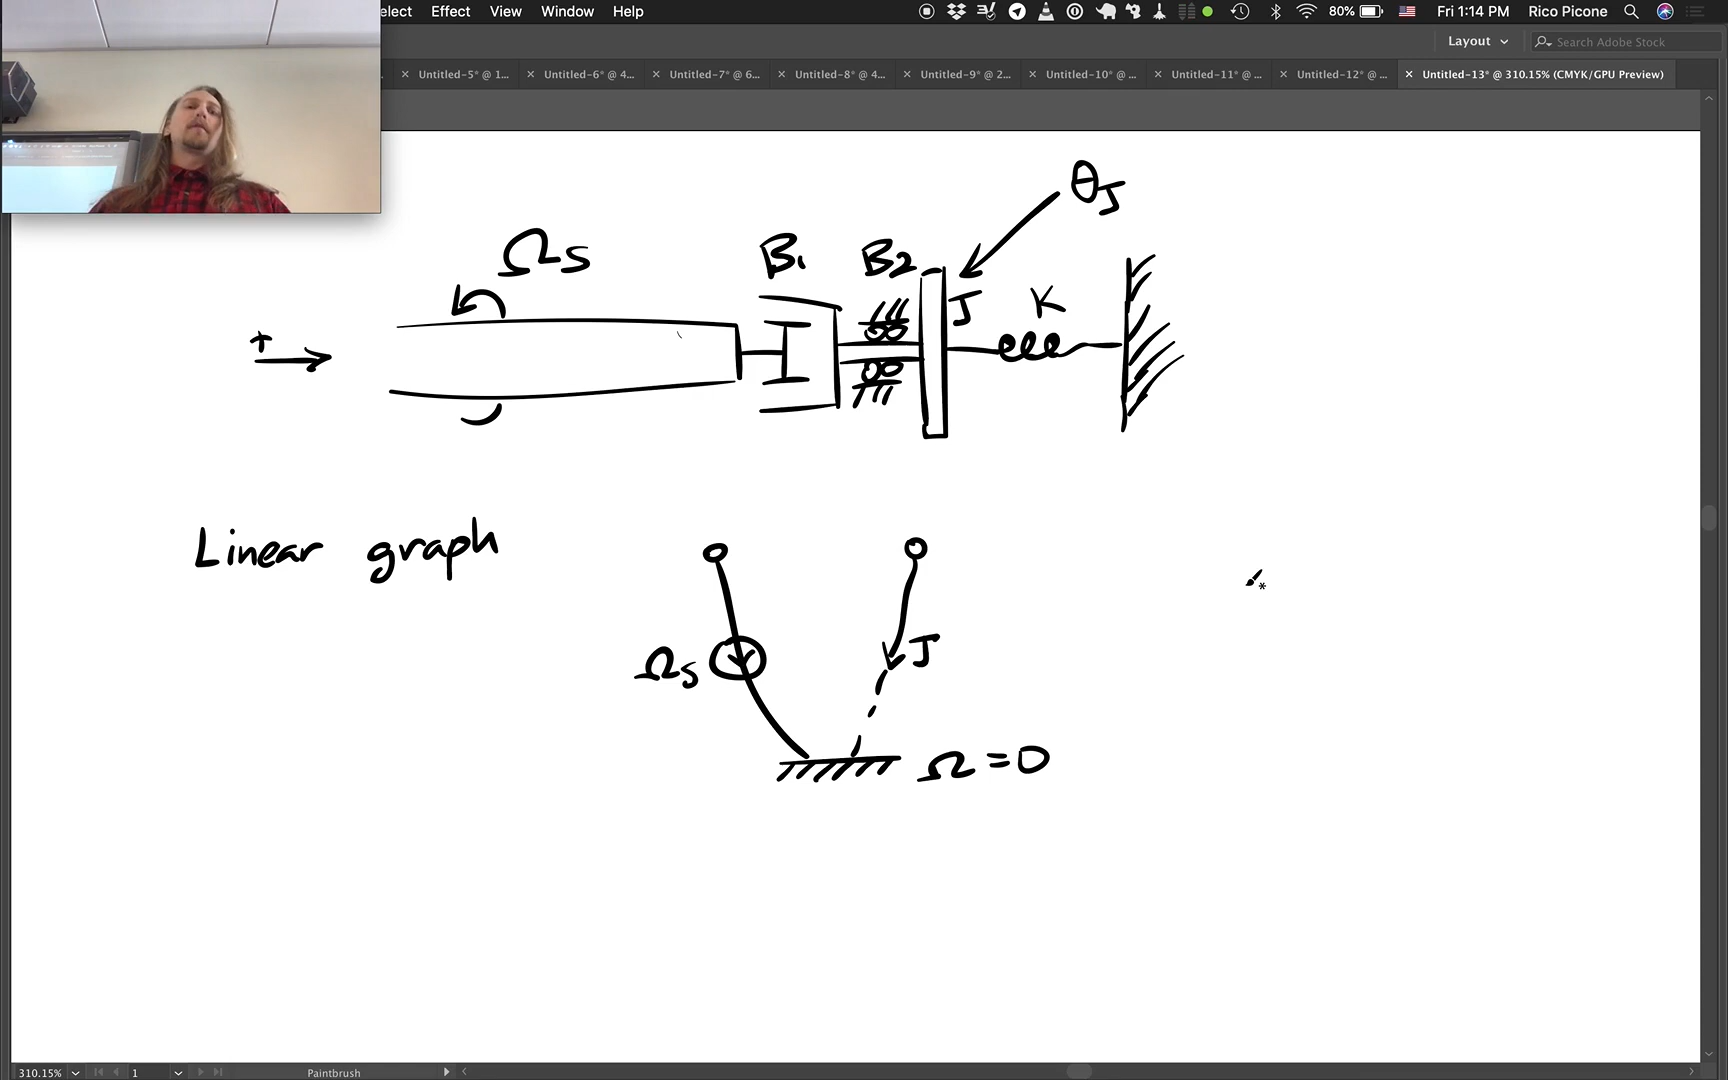 elect Effect View Window Help 80% Fri 1:14 PM Rico Picone
Layout Search Adobe Stock
Untitled-5* @ 1... Untitled-6* @ 4... Untitled-7* @ 6... Untitled-8* @ 4... Untitled-9* @ 2... Untitled-10* @ ... Untitled-11* @ ... Untitled-12* @ ... Untitled-13* @ 310.15% (CMYK/GPU Preview)
θJ
Ωs B1 B2 J K
+
Linear graph
Ωs J
Ω = 0
310.15% 1 Paintbrush